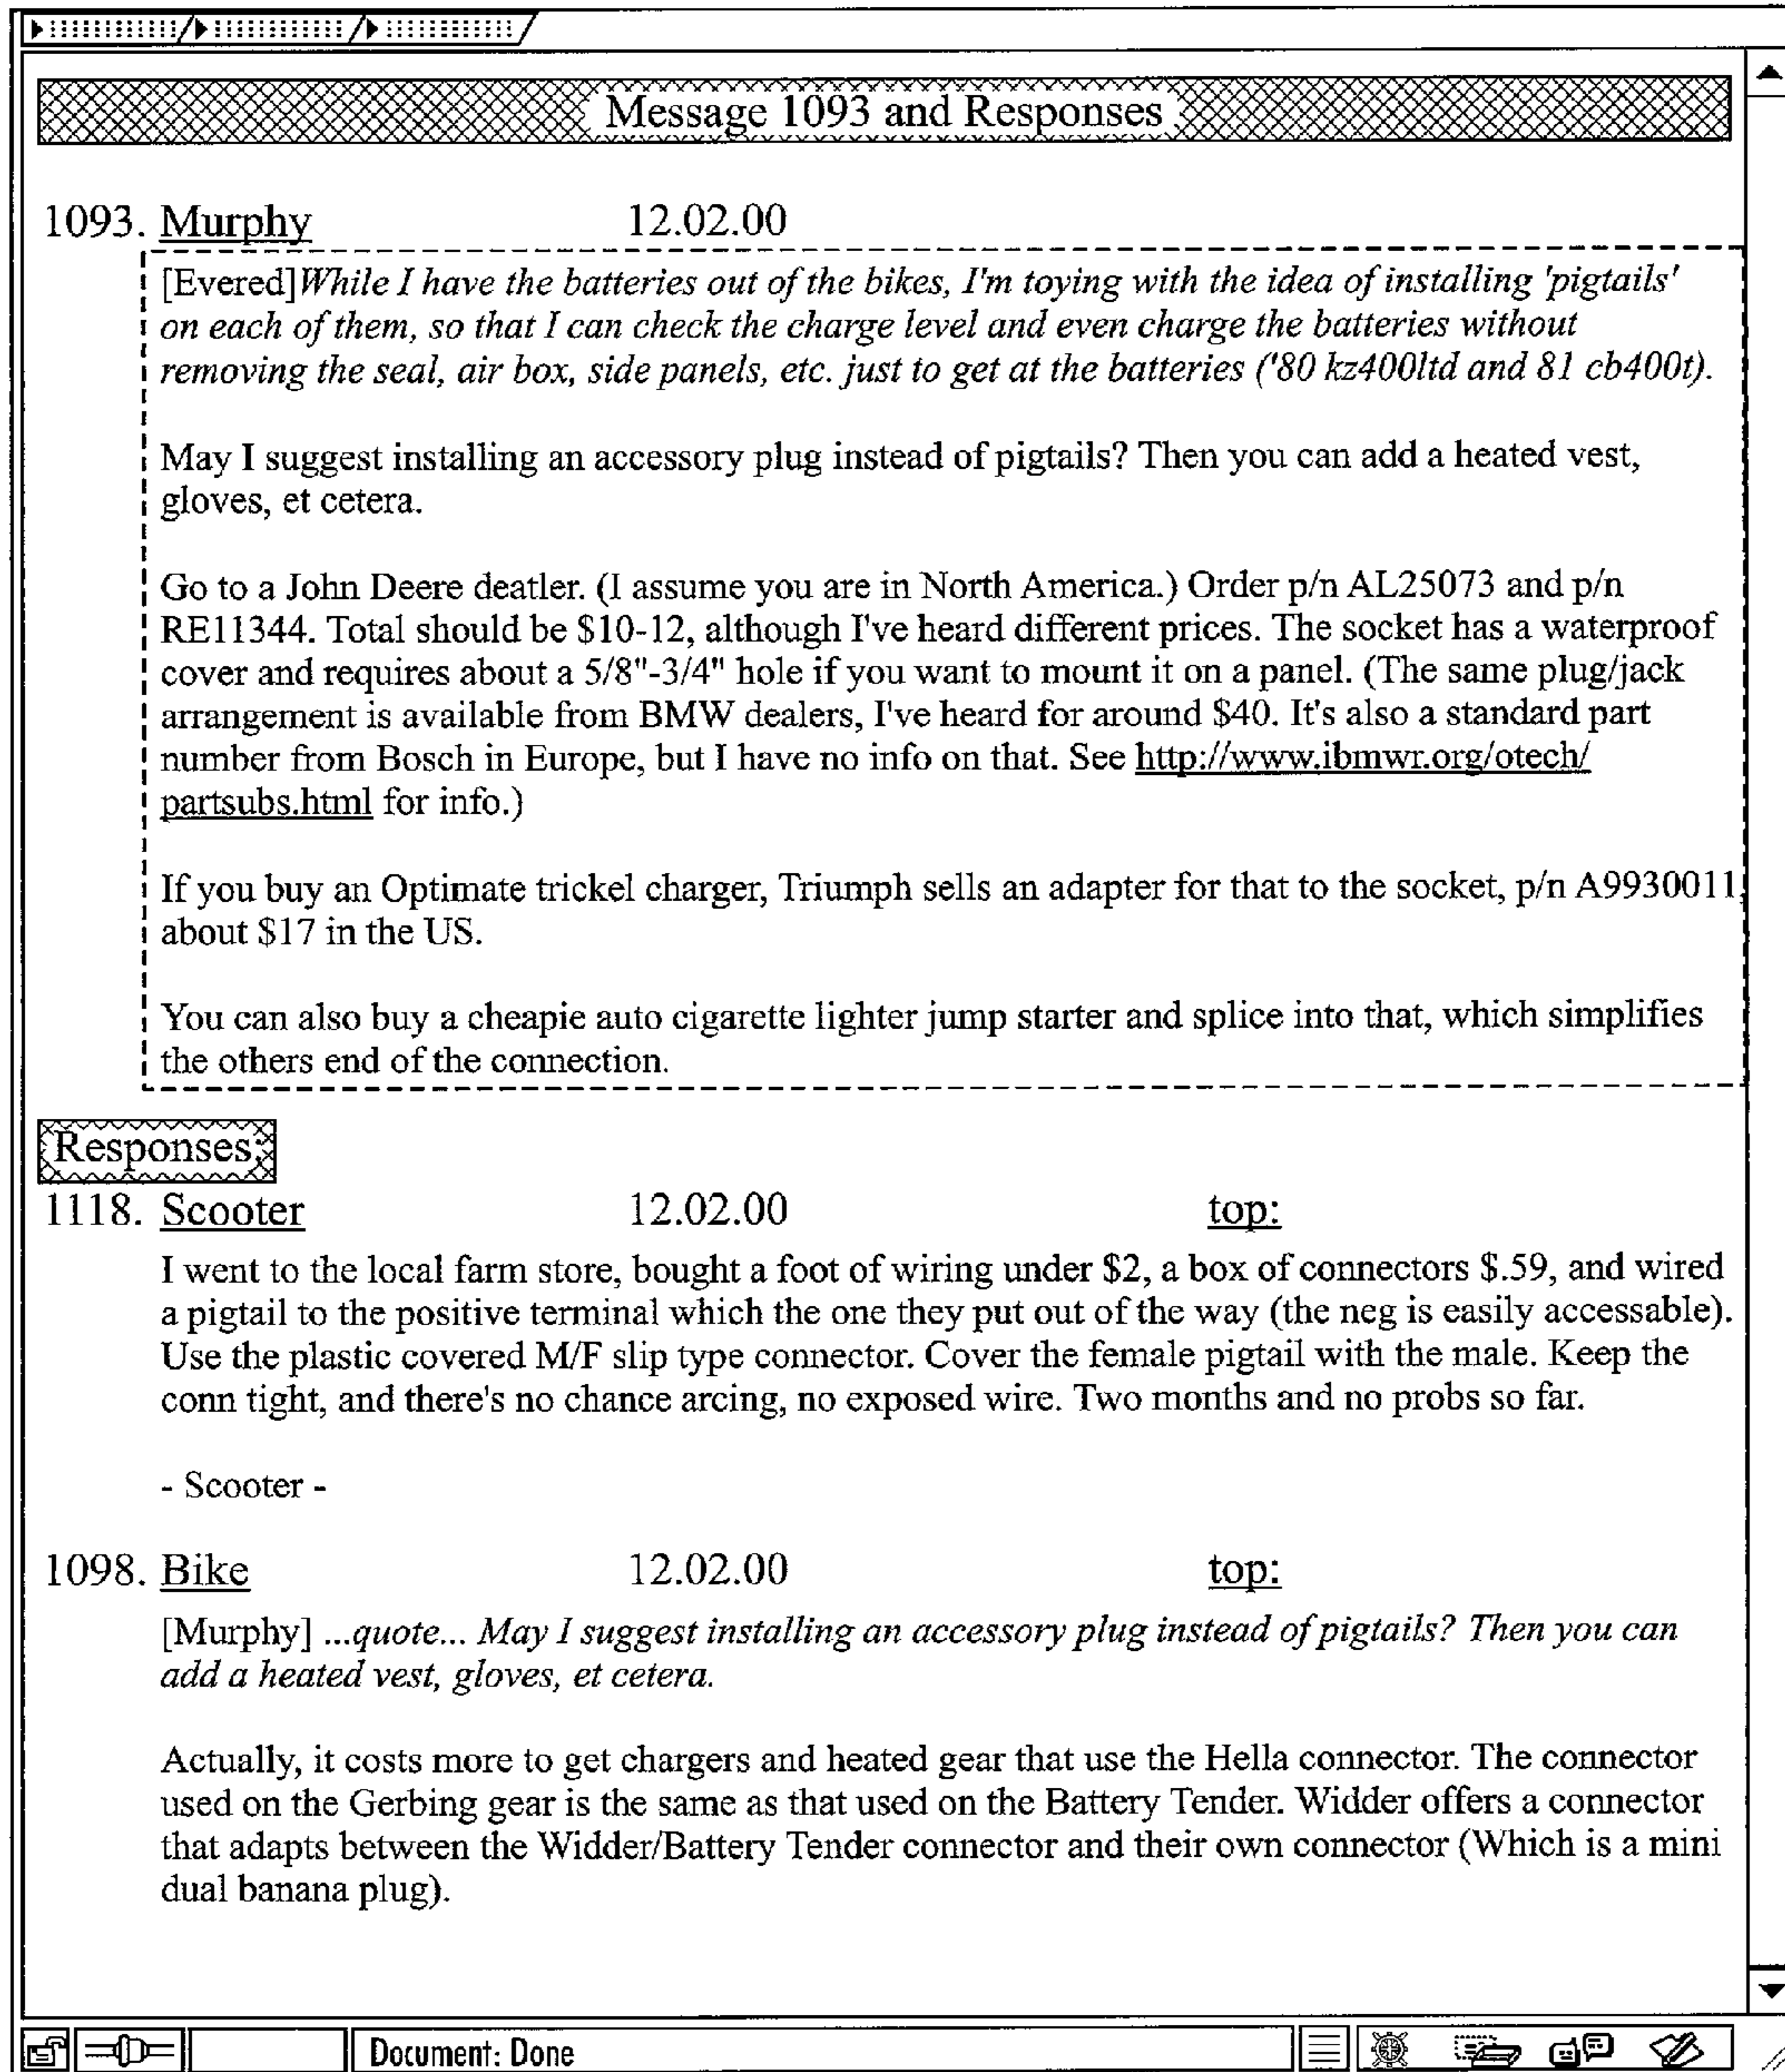 Message 1093 and Responses
1093. Murphy 12.02.00
[Evered]While I have the batteries out of the bikes, I'm toying with the idea of installing 'pigtails'
on each of them, so that I can check the charge level and even charge the batteries without
removing the seal, air box, side panels, etc. just to get at the batteries ('80 kz400ltd and 81 cb400t).
May I suggest installing an accessory plug instead of pigtails? Then you can add a heated vest,
gloves, et cetera.
Go to a John Deere deatler. (I assume you are in North America.) Order p/n AL25073 and p/n
RE11344. Total should be $10-12, although I've heard different prices. The socket has a waterproof
cover and requires about a 5/8"-3/4" hole if you want to mount it on a panel. (The same plug/jack
arrangement is available from BMW dealers, I've heard for around $40. It's also a standard part
number from Bosch in Europe, but I have no info on that. See http://www.ibmwr.org/otech/
partsubs.html for info.)
If you buy an Optimate trickel charger, Triumph sells an adapter for that to the socket, p/n A9930011,
about $17 in the US.
You can also buy a cheapie auto cigarette lighter jump starter and splice into that, which simplifies
the others end of the connection.
Responses:
1118. Scooter 12.02.00 top:
I went to the local farm store, bought a foot of wiring under $2, a box of connectors $.59, and wired
a pigtail to the positive terminal which the one they put out of the way (the neg is easily accessable).
Use the plastic covered M/F slip type connector. Cover the female pigtail with the male. Keep the
conn tight, and there's no chance arcing, no exposed wire. Two months and no probs so far.
- Scooter -
1098. Bike 12.02.00 top:
[Murphy] ...quote... May I suggest installing an accessory plug instead of pigtails? Then you can
add a heated vest, gloves, et cetera.
Actually, it costs more to get chargers and heated gear that use the Hella connector. The connector
used on the Gerbing gear is the same as that used on the Battery Tender. Widder offers a connector
that adapts between the Widder/Battery Tender connector and their own connector (Which is a mini
dual banana plug).
Document: Done